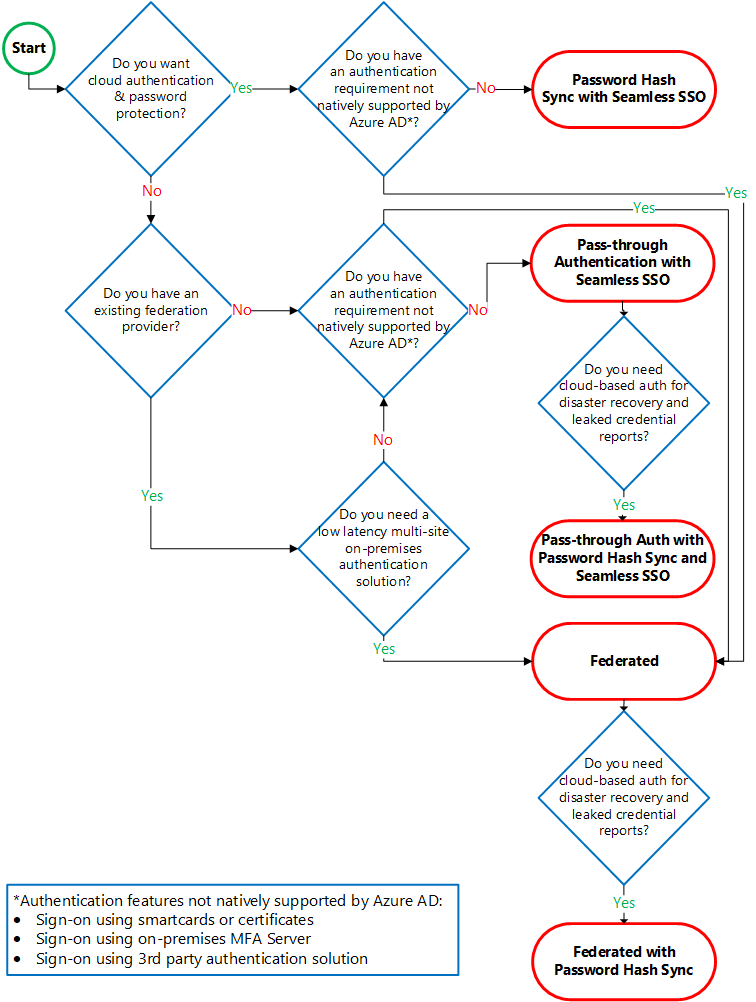 Start
Do you want
cloud authentication
& password
protection?
Yes
Do you have
an authentication
requirement not
natively supported by
Azure AD*?
No
Password Hash
Sync with Seamless SSO
No
Yes
Yes
Do you have an
existing federation
provider?
No
Do you have
an authentication
requirement not
natively supported by
Azure AD*?
No
Pass-through
Authentication with
Seamless SSO
Do you need
cloud-based auth for
disaster recovery and
leaked credential
reports?
No
Yes
Do you need a
low latency multi-site
on-premises
authentication
solution?
Yes
Pass-through Auth with
Password Hash Sync and
Seamless SSO
Yes
Federated
Do you need
cloud-based auth for
disaster recovery and
leaked credential
reports?
Yes
Federated with
Password Hash Sync
*Authentication features not natively supported by Azure AD:
• Sign-on using smartcards or certificates
• Sign-on using on-premises MFA Server
• Sign-on using 3rd party authentication solution